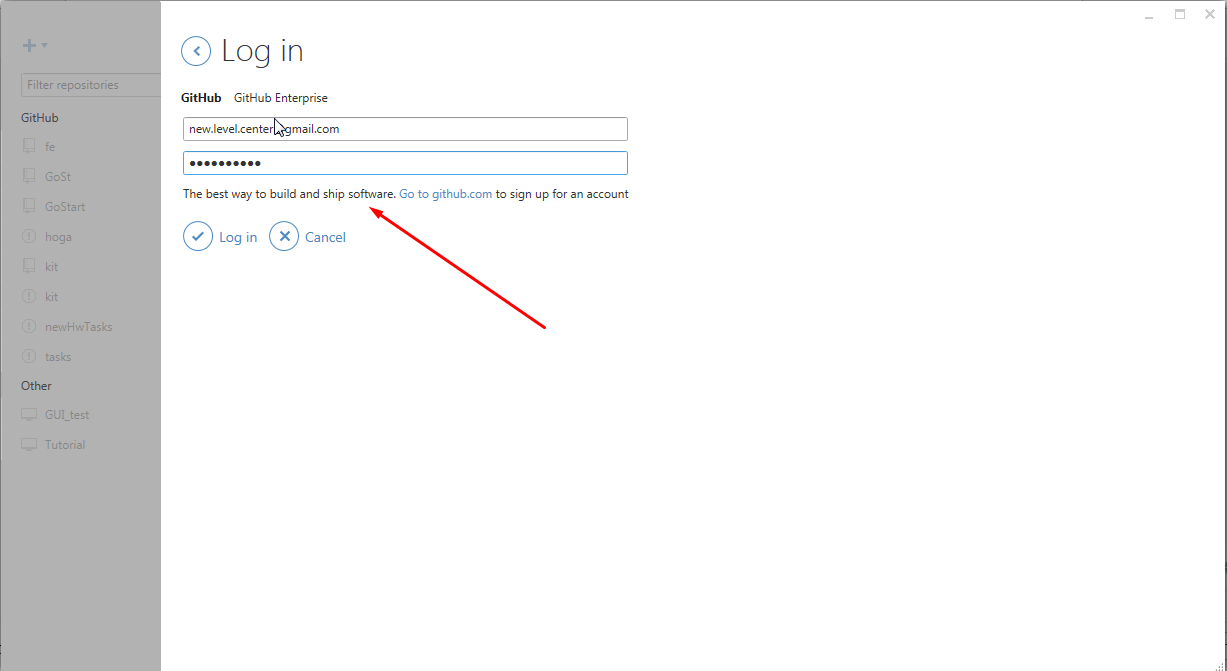 Filter repositories
GitHub
fe
GoSt
GoStart
hoga
kit
kit
newHwTasks
tasks
Other
GUI_test
Tutorial
Log in
GitHub GitHub Enterprise
new.level.center gmail.com
••••••••••
The best way to build and ship software. Go to github.com to sign up for an account
Log in Cancel